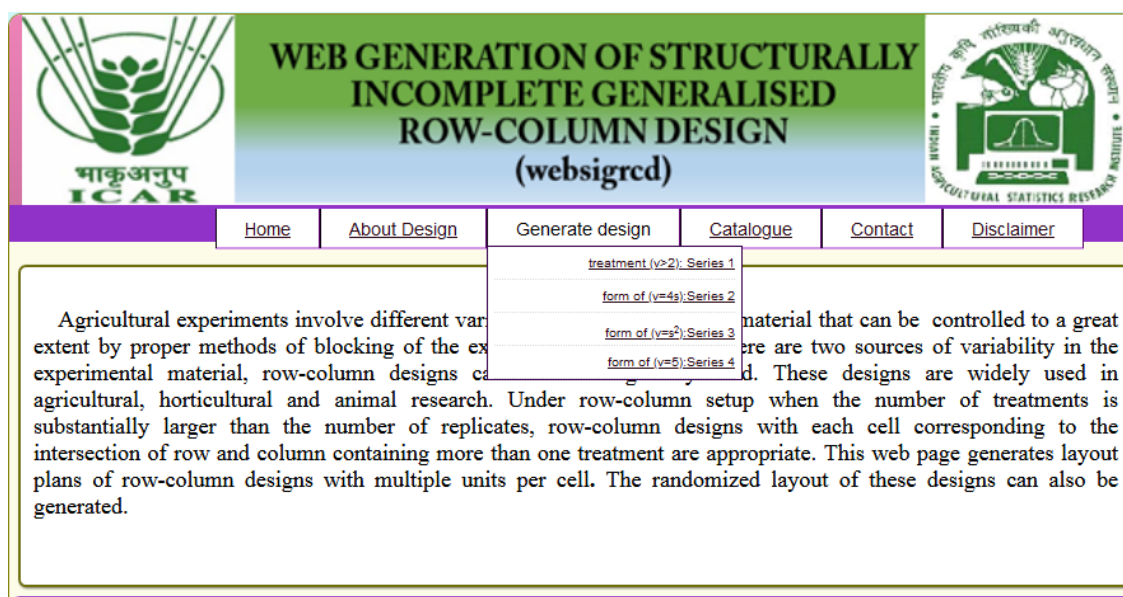 WEB GENERATION OF STRUCTURALLY
INCOMPLETE GENERALISED
ROW-COLUMN DESIGN
(websigrcd)
भाकृअनुप
ICAR
भारतीय कृषि सांख्यिकी अनुसंधान संस्थान
INDIAN AGRICULTURAL STATISTICS RESEARCH INSTITUTE
Home About Design Generate design Catalogue Contact Disclaimer
treatment (v>2): Series 1
form of (v=4s):Series 2
form of (v=s²):Series 3
form of (v=5):Series 4
Agricultural experiments involve different material that can be controlled to a great
extent by proper methods of blocking of the are two sources of variability in the
experimental material, row-column designs These designs are widely used in
agricultural, horticultural and animal research. Under row-column setup when the number of treatments is
substantially larger than the number of replicates, row-column designs with each cell corresponding to the
intersection of row and column containing more than one treatment are appropriate. This web page generates layout
plans of row-column designs with multiple units per cell. The randomized layout of these designs can also be
generated.